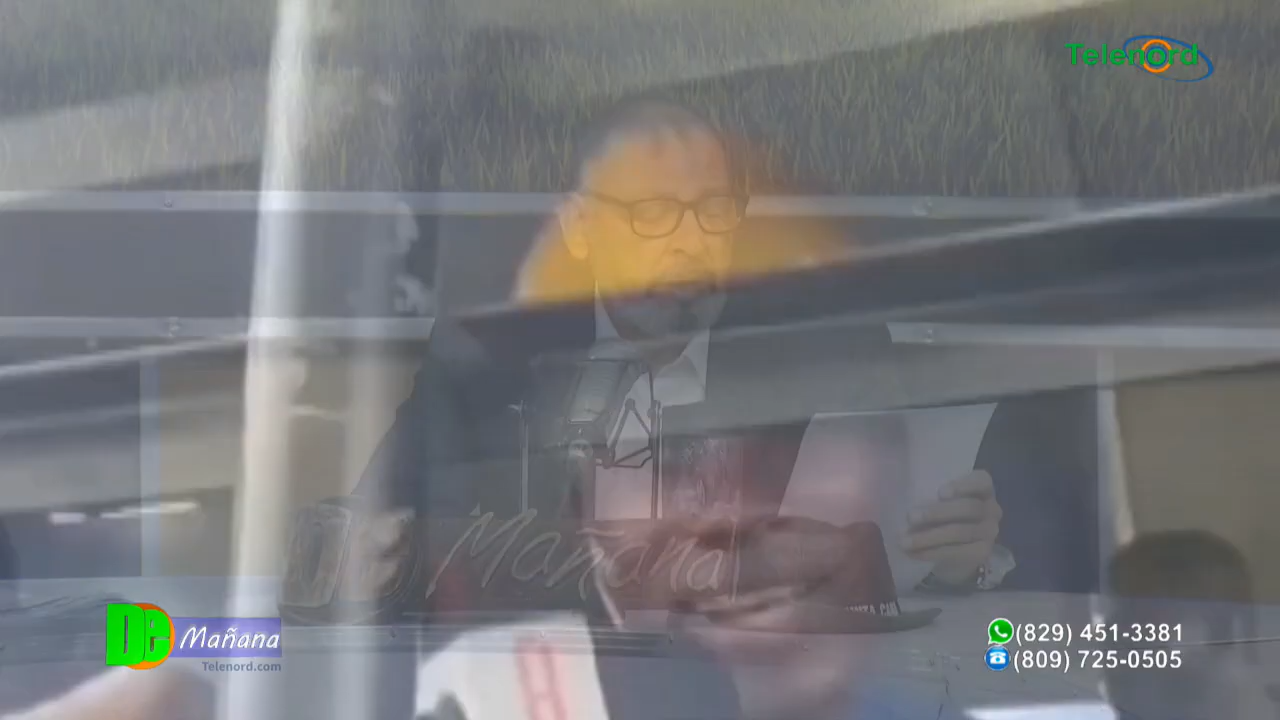 Telenord
Mañana
De Mañana
Telenord.com
(829) 451-3381
(809) 725-0505